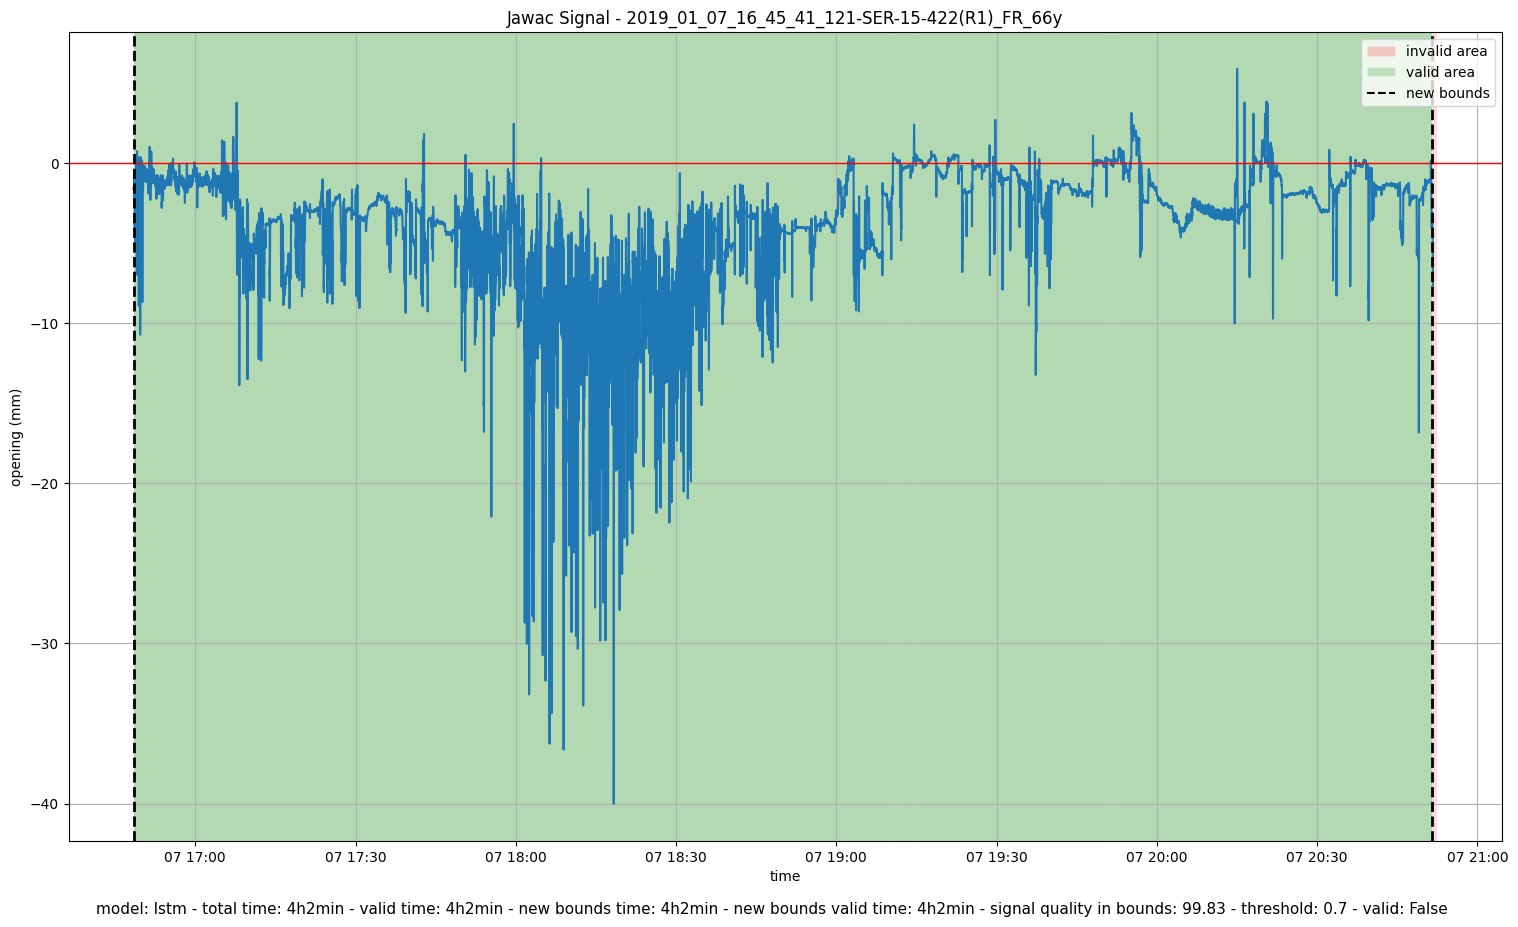 Jawac Signal - 2019_01_07_16_45_41_121-SER-15-422(R1)_FR_66y
invalid area
valid area
new bounds
opening (mm)
0
−10
−20
−30
−40
07 17:00
07 17:30
07 18:00
07 18:30
07 19:00
07 19:30
07 20:00
07 20:30
07 21:00
time
model: lstm - total time: 4h2min - valid time: 4h2min - new bounds time: 4h2min - new bounds valid time: 4h2min - signal quality in bounds: 99.83 - threshold: 0.7 - valid: False